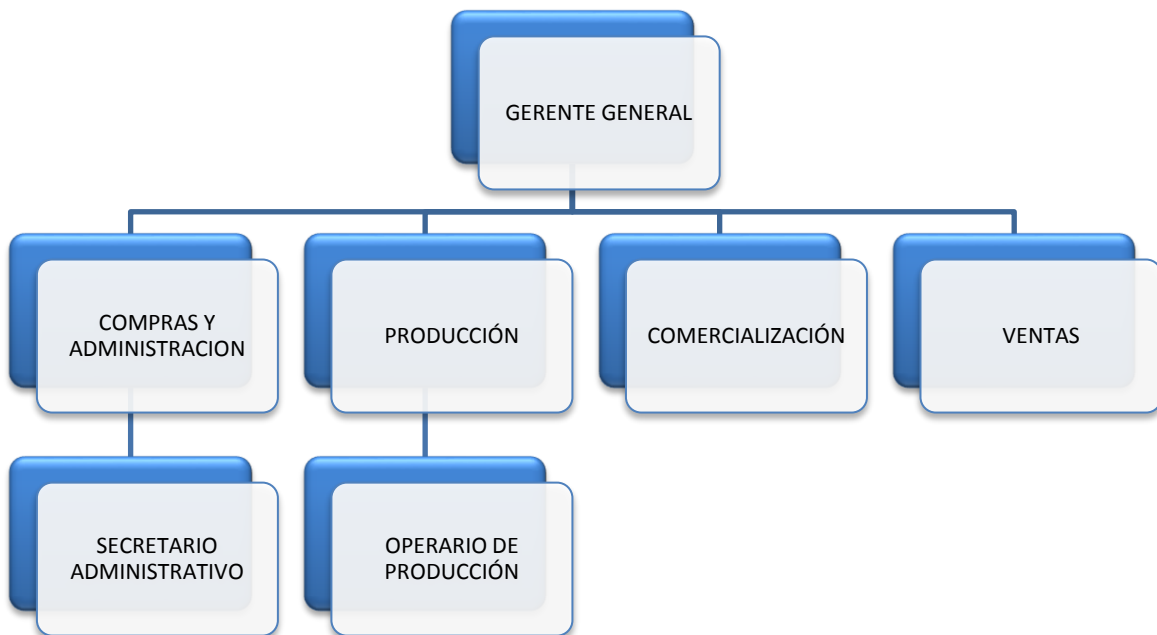 GERENTE GENERAL
COMPRAS Y
ADMINISTRACION
PRODUCCIÓN
COMERCIALIZACIÓN
VENTAS
SECRETARIO
ADMINISTRATIVO
OPERARIO DE
PRODUCCIÓN